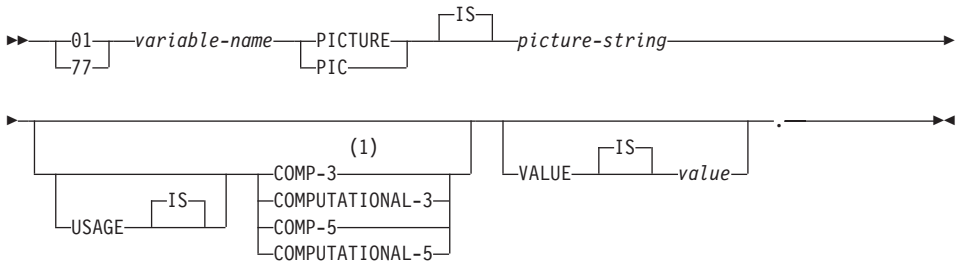 IS
01 variable-name PICTURE picture-string
77 PIC
.
(1) IS
COMP-3 VALUE value
IS COMPUTATIONAL-3
USAGE COMP-5
COMPUTATIONAL-5